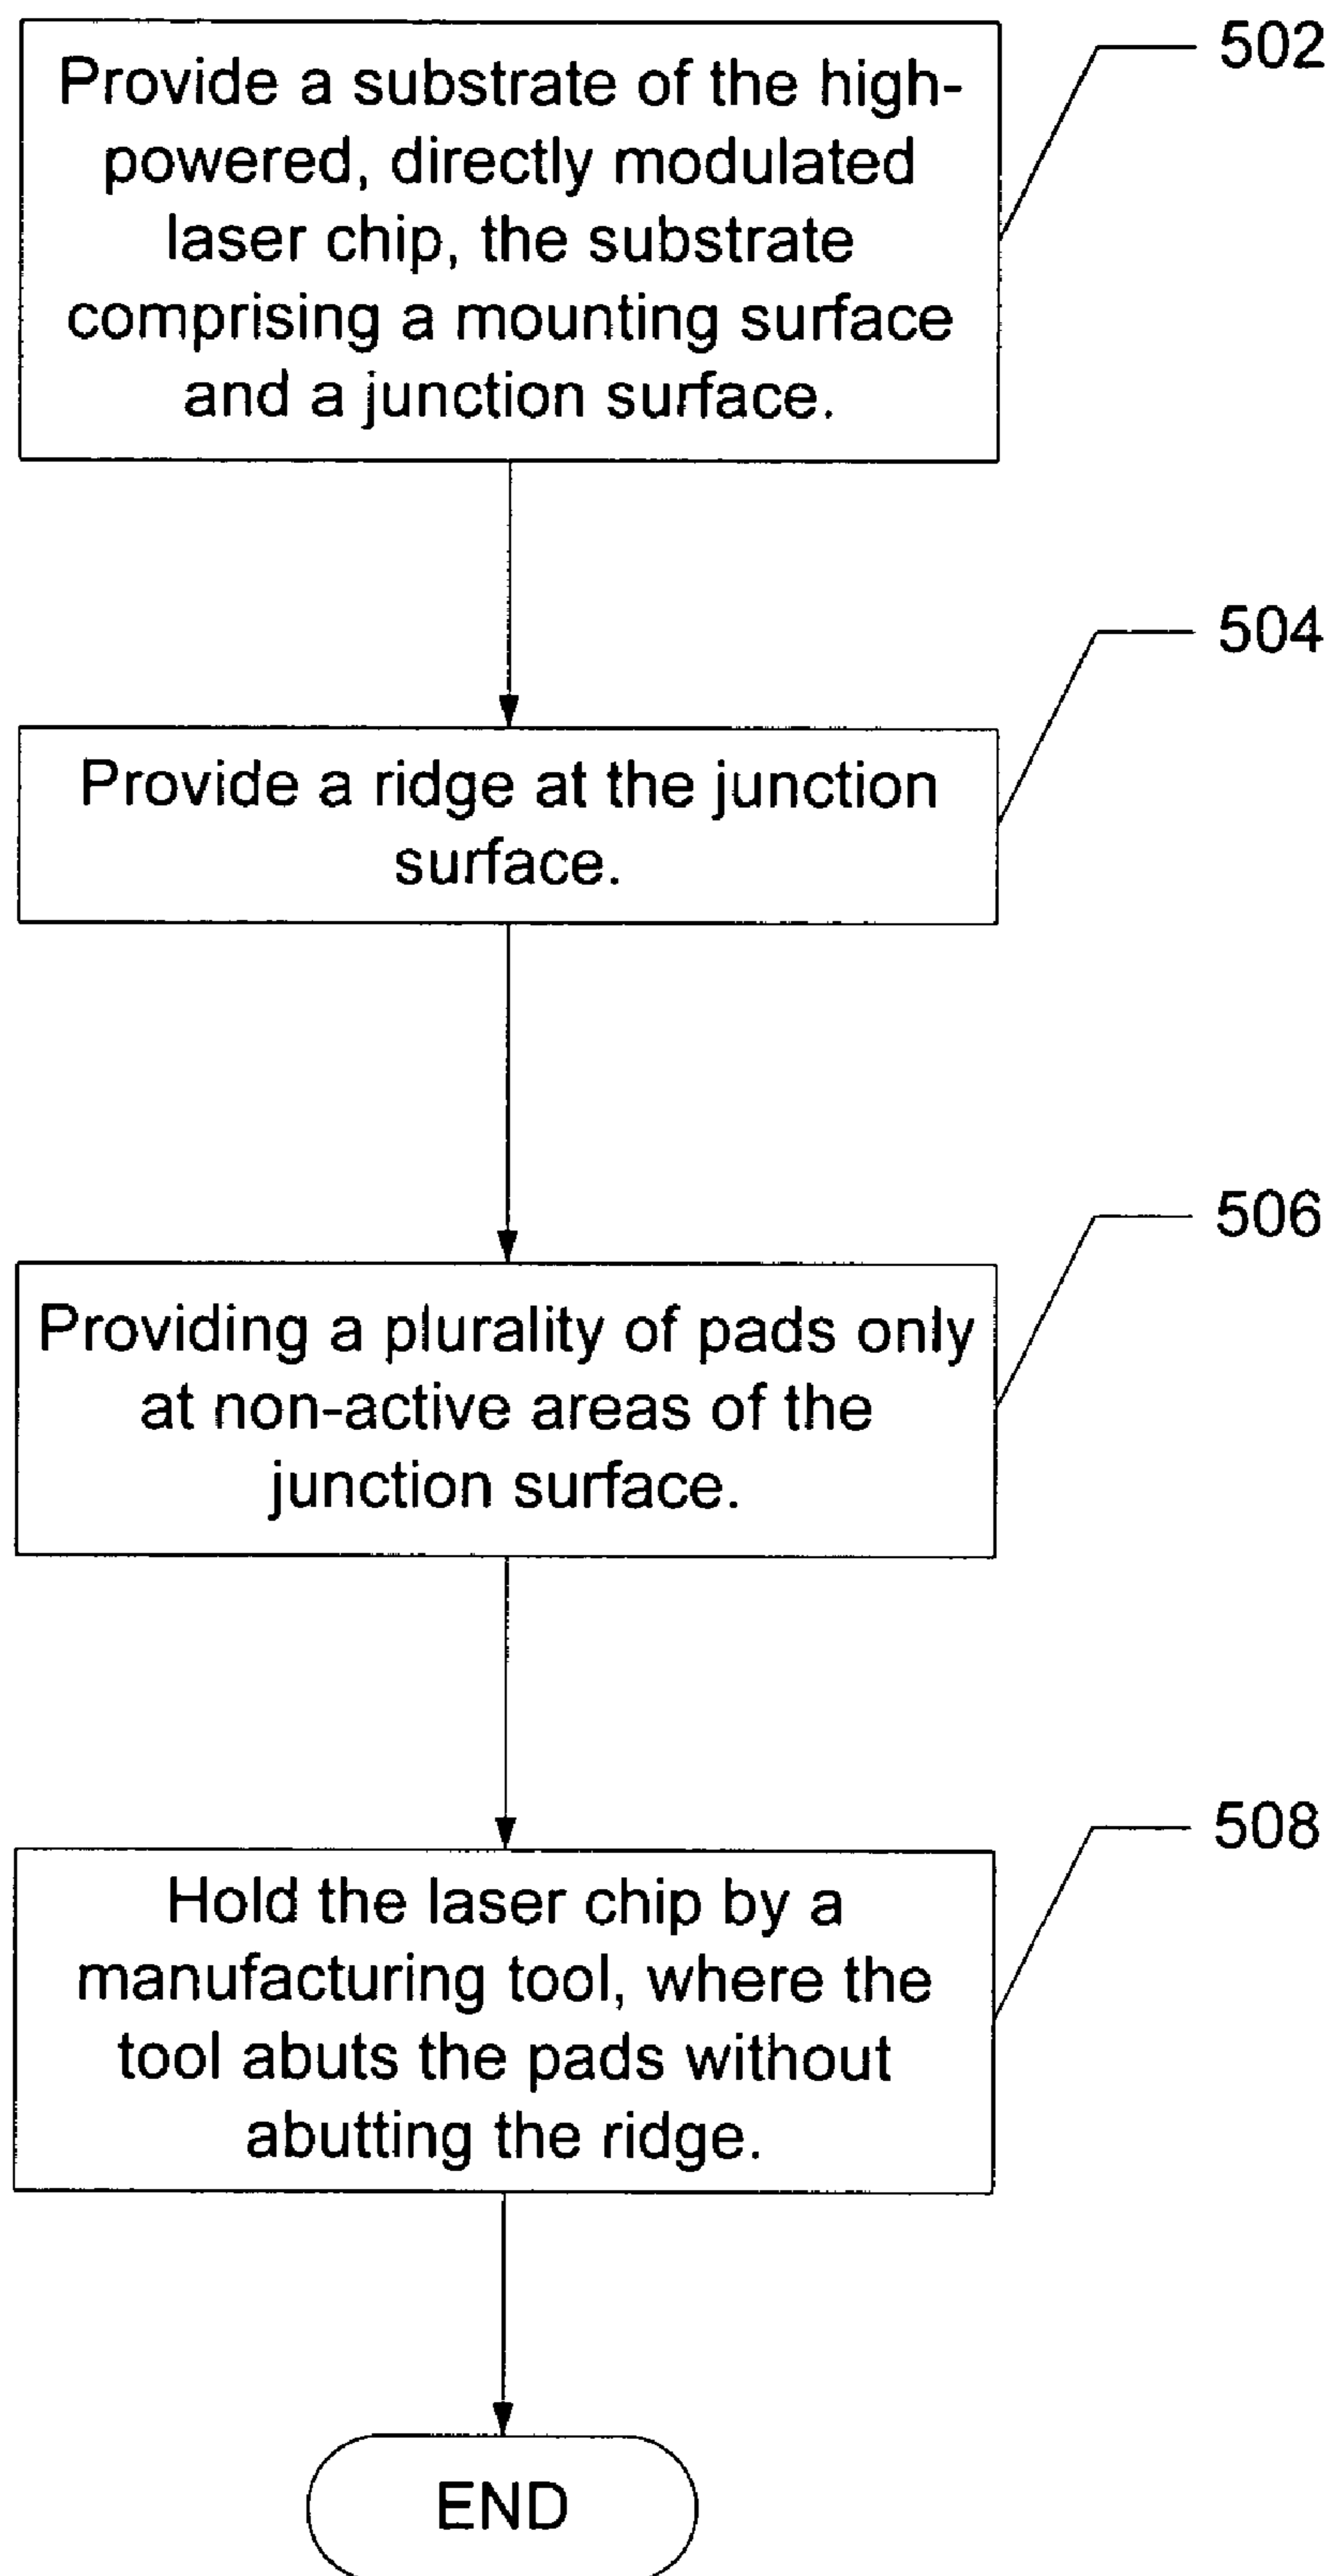 502
Provide a substrate of the high-
powered, directly modulated
laser chip, the substrate
comprising a mounting surface
and a junction surface.
504
Provide a ridge at the junction
surface.
506
Providing a plurality of pads only
at non-active areas of the
junction surface.
508
Hold the laser chip by a
manufacturing tool, where the
tool abuts the pads without
abutting the ridge.
END